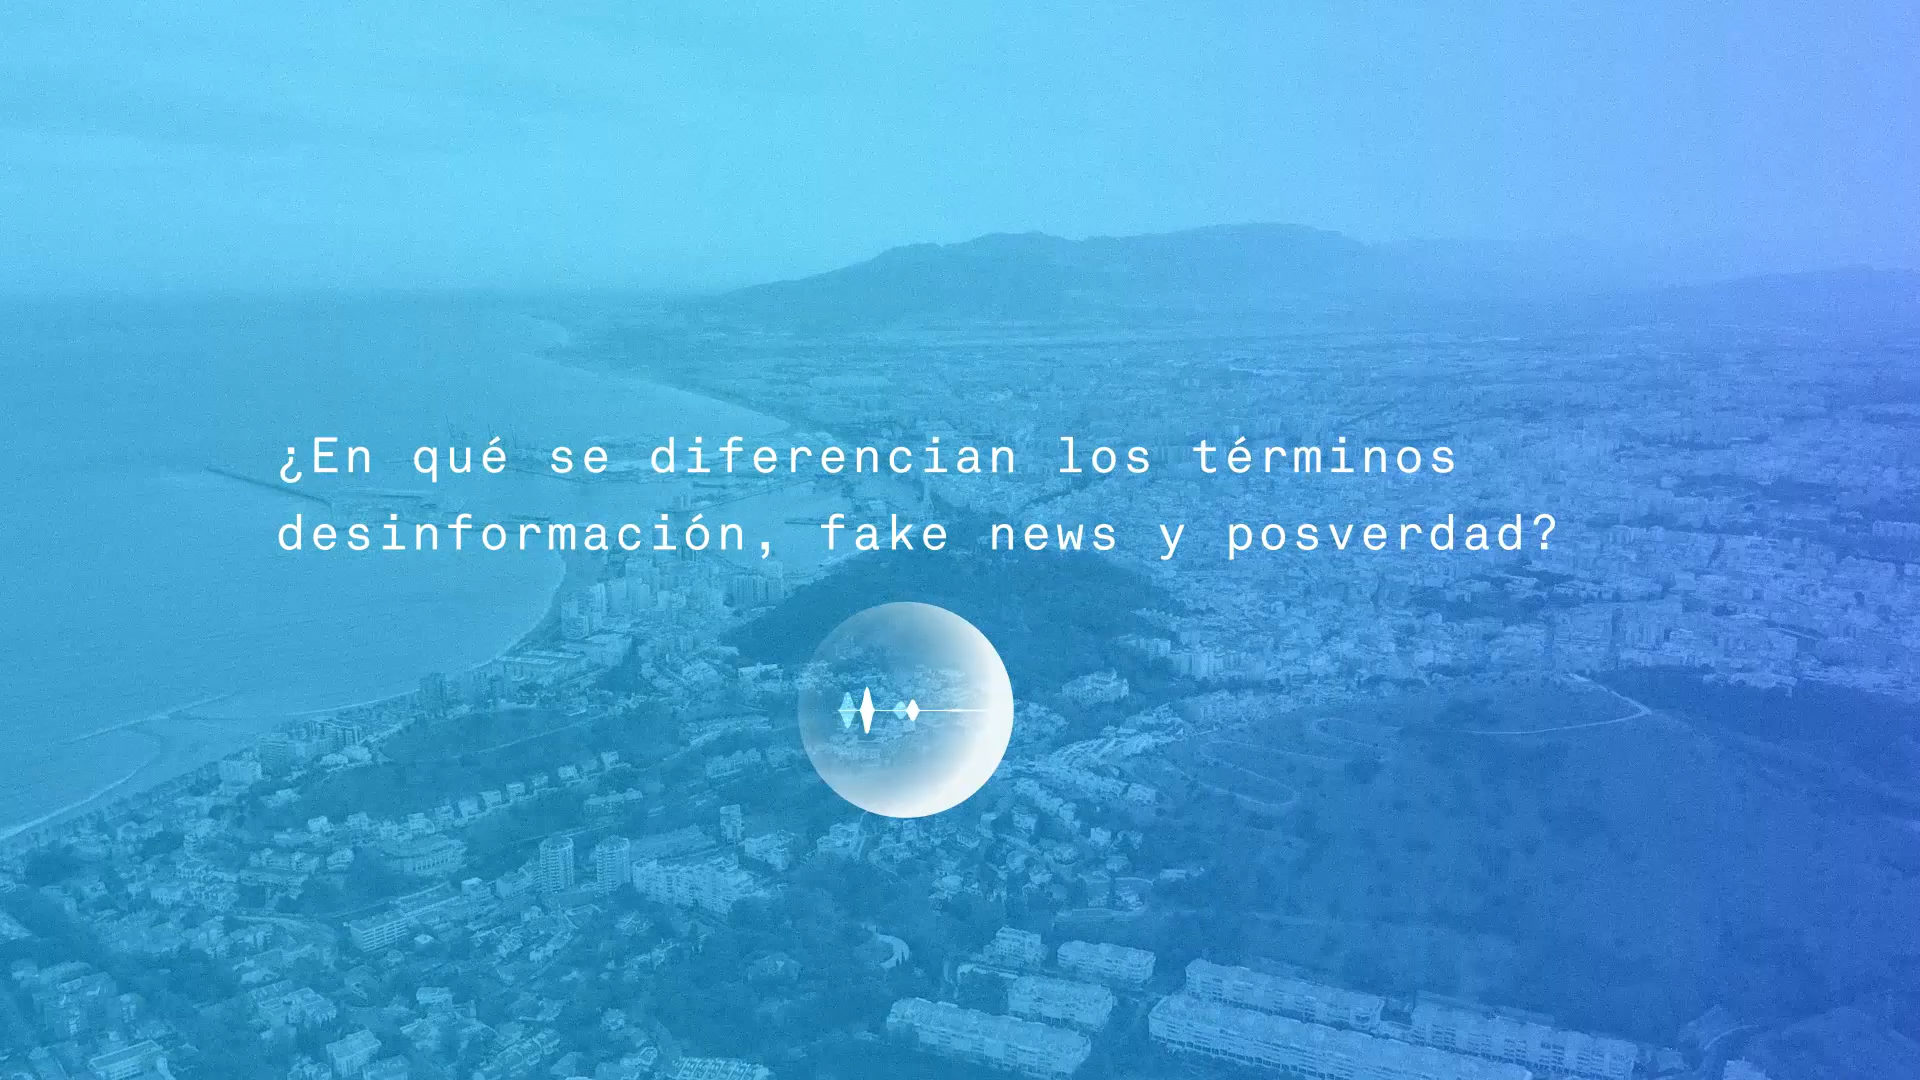 ¿En qué se diferencian los términos
desinformación, fake news y posverdad?